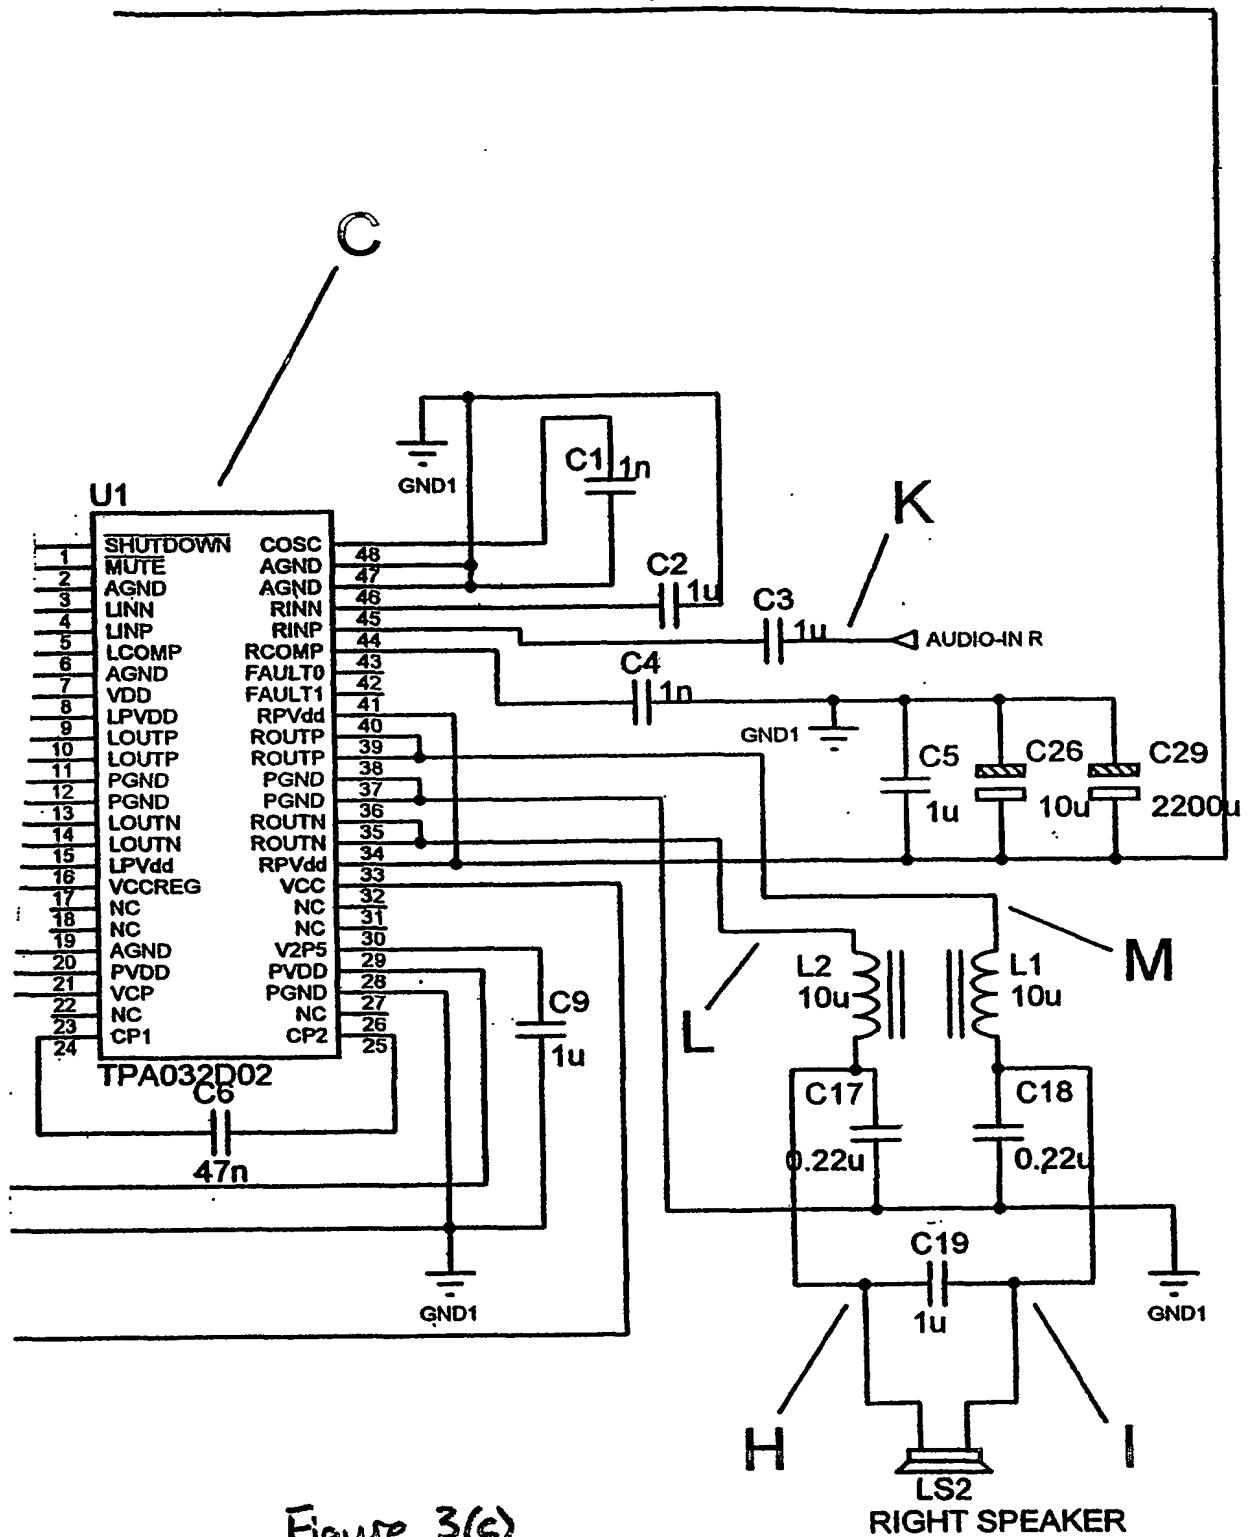 C
U1
GND1
C1
1n
SHUTDOWN
MUTE
AGND
LINN
LINP
LCOMP
AGND
VDD
LPVDD
LOUTP
LOUTP
PGND
PGND
LOUTN
LOUTN
LPVdd
VCCREG
NC
NC
AGND
PVDD
VCP
NC
CP1
COSC
AGND
AGND
RINN
RINP
RCOMP
FAULT0
FAULT1
RPVdd
ROUTP
ROUTP
PGND
PGND
ROUTN
ROUTN
RPVdd
VCC
NC
NC
V2P5
PVDD
PGND
NC
CP2
1
2
3
4
5
6
7
8
9
10
11
12
13
14
15
16
17
18
19
20
21
22
23
24
48
47
46
45
44
43
42
41
40
39
38
37
36
35
34
33
32
31
30
29
28
27
26
25
TPA032D02
C6
47n
C2
1u
C3
1u
K
AUDIO-IN R
C4
1n
GND1
C5
1u
C26
10u
C29
2200u
C9
1u
L
L2
10u
L1
10u
M
C17
0.22u
C18
0.22u
C19
1u
GND1
GND1
H
I
LS2
RIGHT SPEAKER
Figure 3(c)